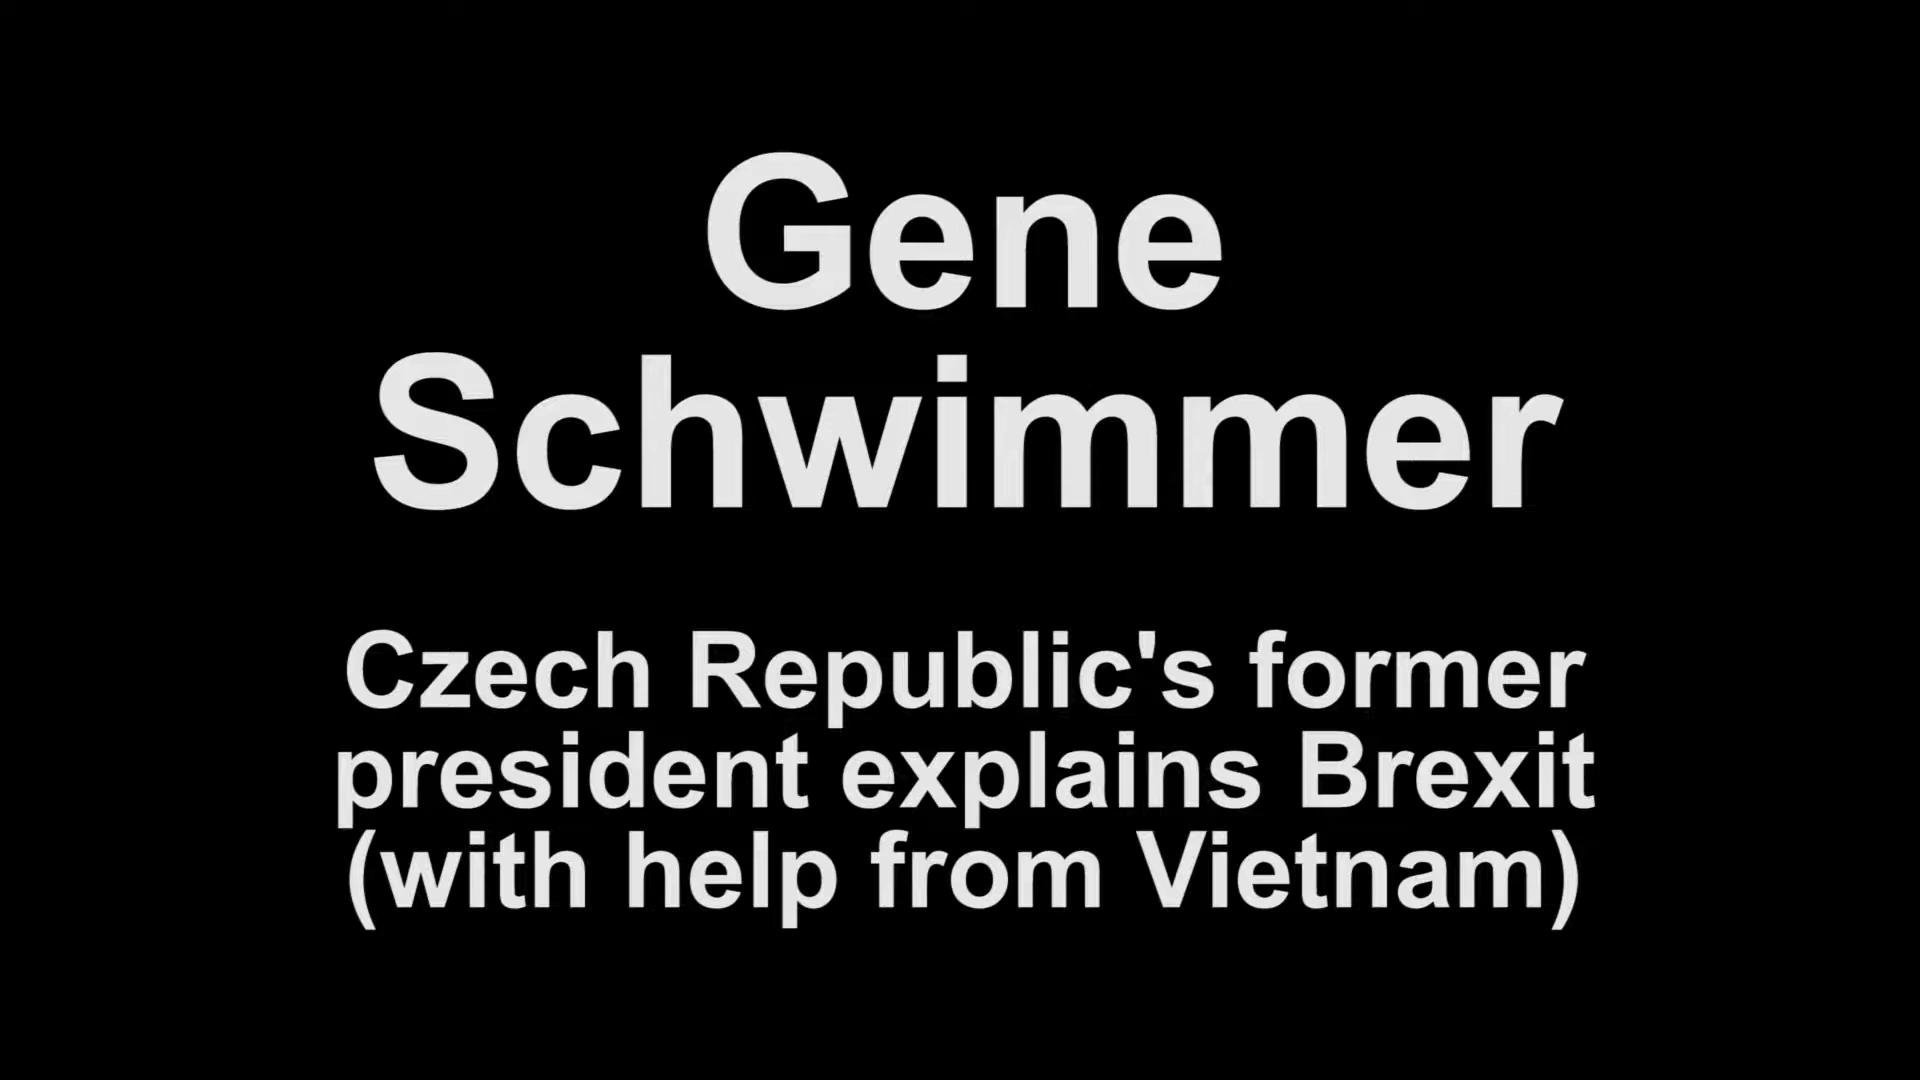 Gene
Schwimmer
Czech Republic's former
president explains Brexit
(with help from Vietnam)